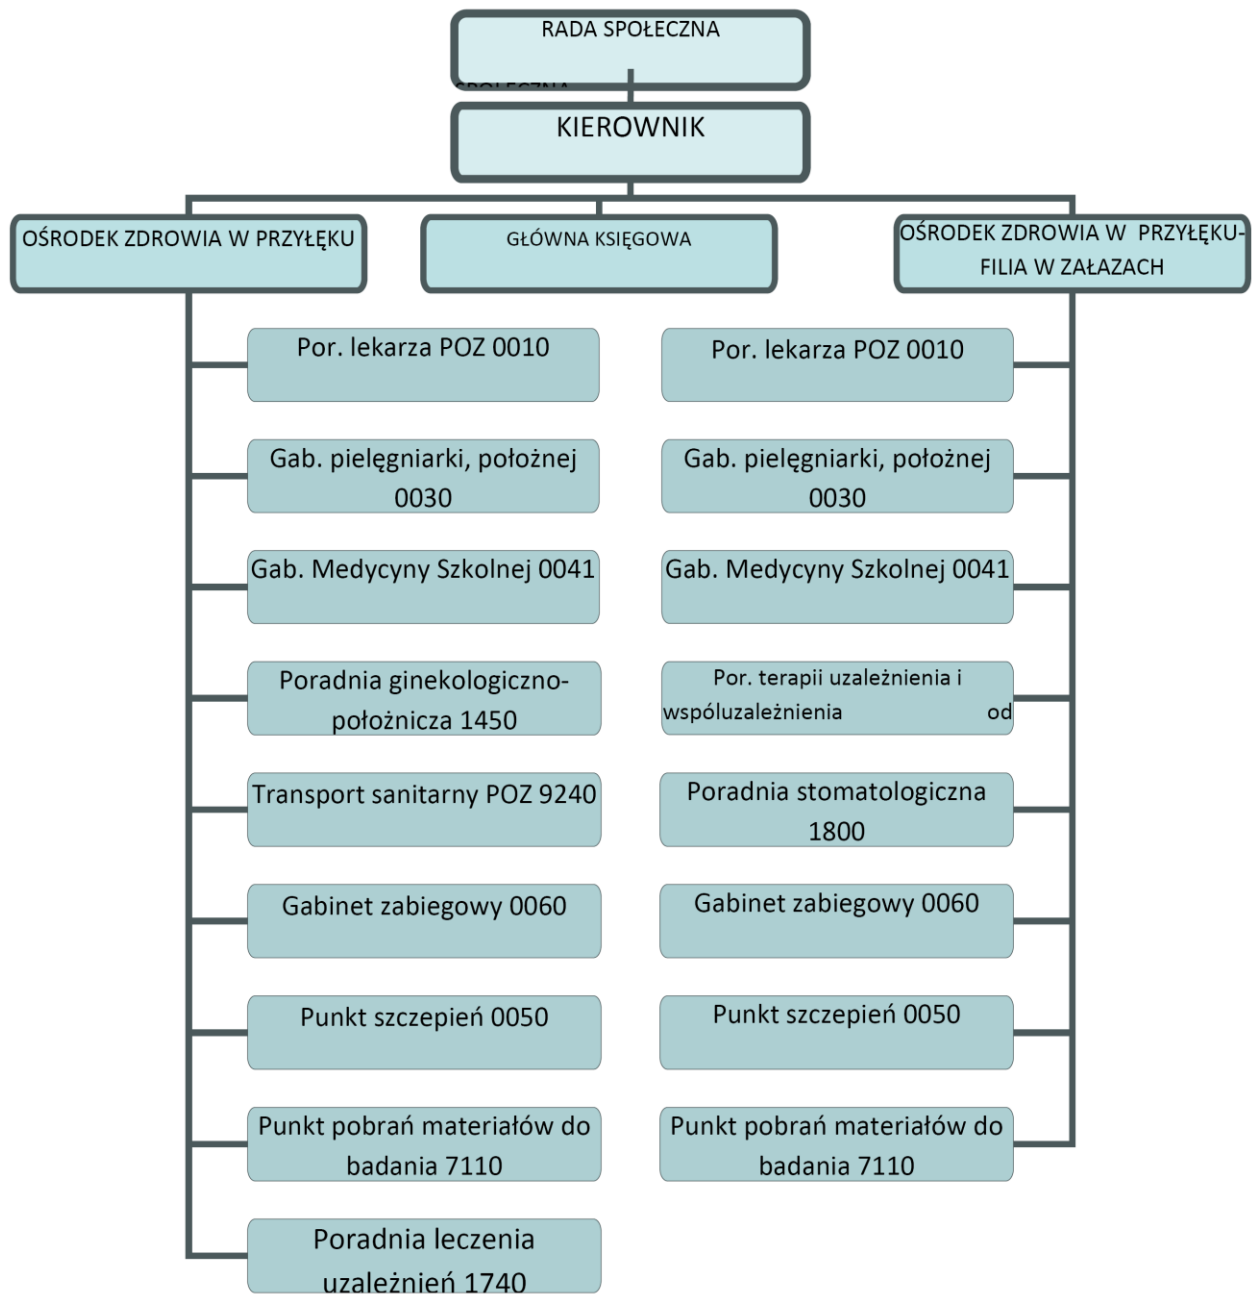 RADA SPOŁECZNA
SPOŁECZNA
KIEROWNIK
OŚRODEK ZDROWIA W PRZYŁĘKU
GŁÓWNA KSIĘGOWA
OŚRODEK ZDROWIA W PRZYŁĘKU-
FILIA W ZAŁAZACH
Por. lekarza POZ 0010
Gab. pielęgniarki, położnej
0030
Gab. Medycyny Szkolnej 0041
Poradnia ginekologiczno-
położnicza 1450
Transport sanitarny POZ 9240
Gabinet zabiegowy 0060
Punkt szczepień 0050
Punkt pobrań materiałów do
badania 7110
Poradnia leczenia
uzależnień 1740
Por. lekarza POZ 0010
Gab. pielęgniarki, położnej
0030
Gab. Medycyny Szkolnej 0041
Por. terapii uzależnienia i
wspóluzależnienia od
Poradnia stomatologiczna
1800
Gabinet zabiegowy 0060
Punkt szczepień 0050
Punkt pobrań materiałów do
badania 7110